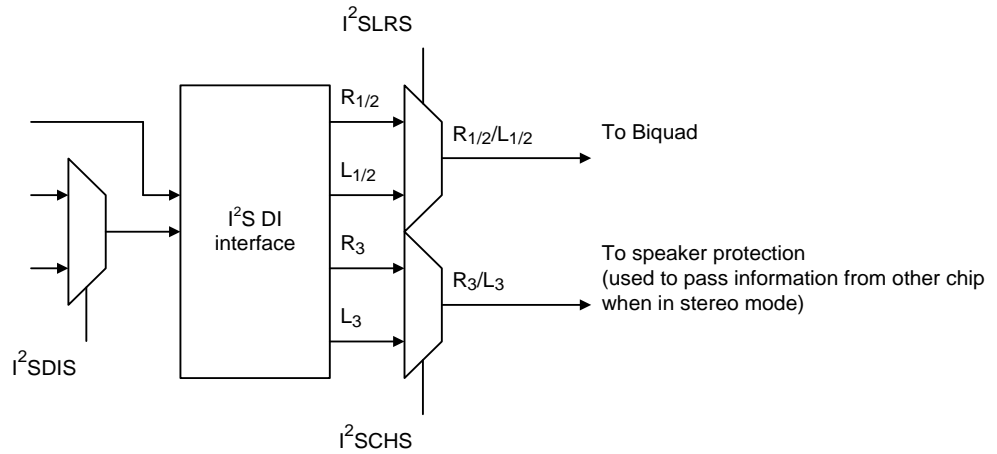 I²SLRS
R1/2
R1/2/L1/2
To Biquad
L1/2
I²S DI
interface
R3
To speaker protection
(used to pass information from other chip
when in stereo mode)
R3/L3
L3
I²SDIS
I²SCHS